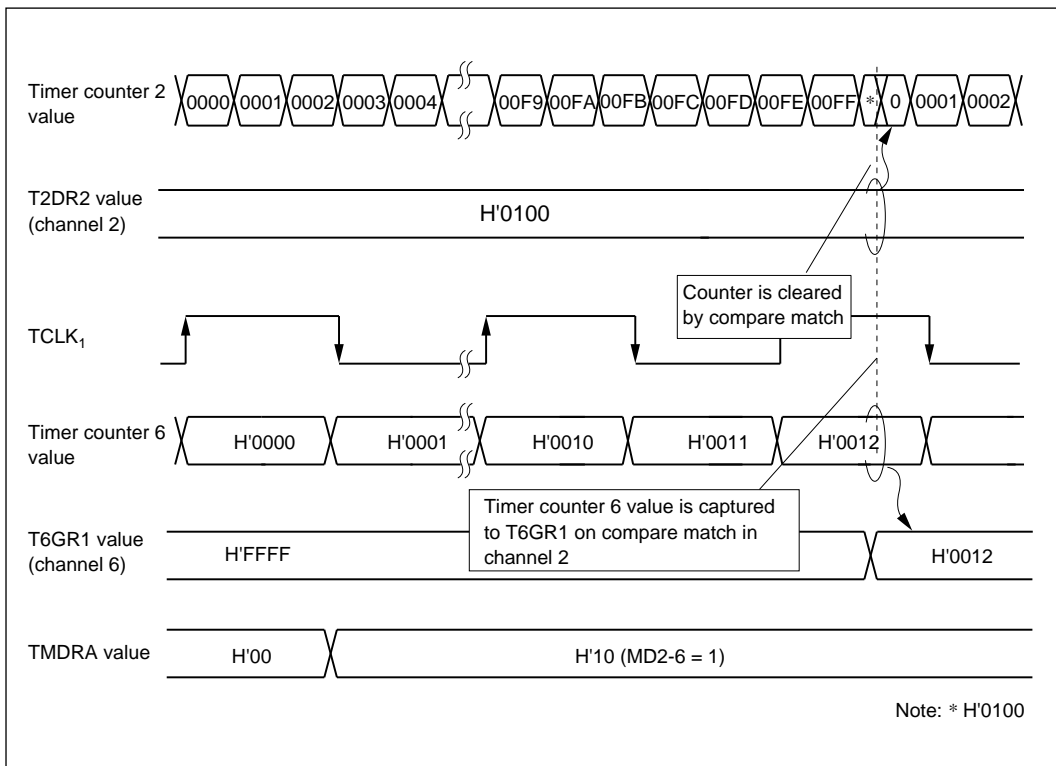 Timer counter 2
value
0000 0001 0002 0003 0004 00F9 00FA 00FB 00FC 00FD 00FE 00FF * 0 0001 0002
T2DR2 value
(channel 2)
H'0100
Counter is cleared
by compare match
TCLK1
Timer counter 6
value
H'0000 H'0001 H'0010 H'0011 H'0012
Timer counter 6 value is captured
to T6GR1 on compare match in
channel 2
T6GR1 value
(channel 6)
H'FFFF H'0012
TMDRA value
H'00 H'10 (MD2-6 = 1)
Note: * H'0100